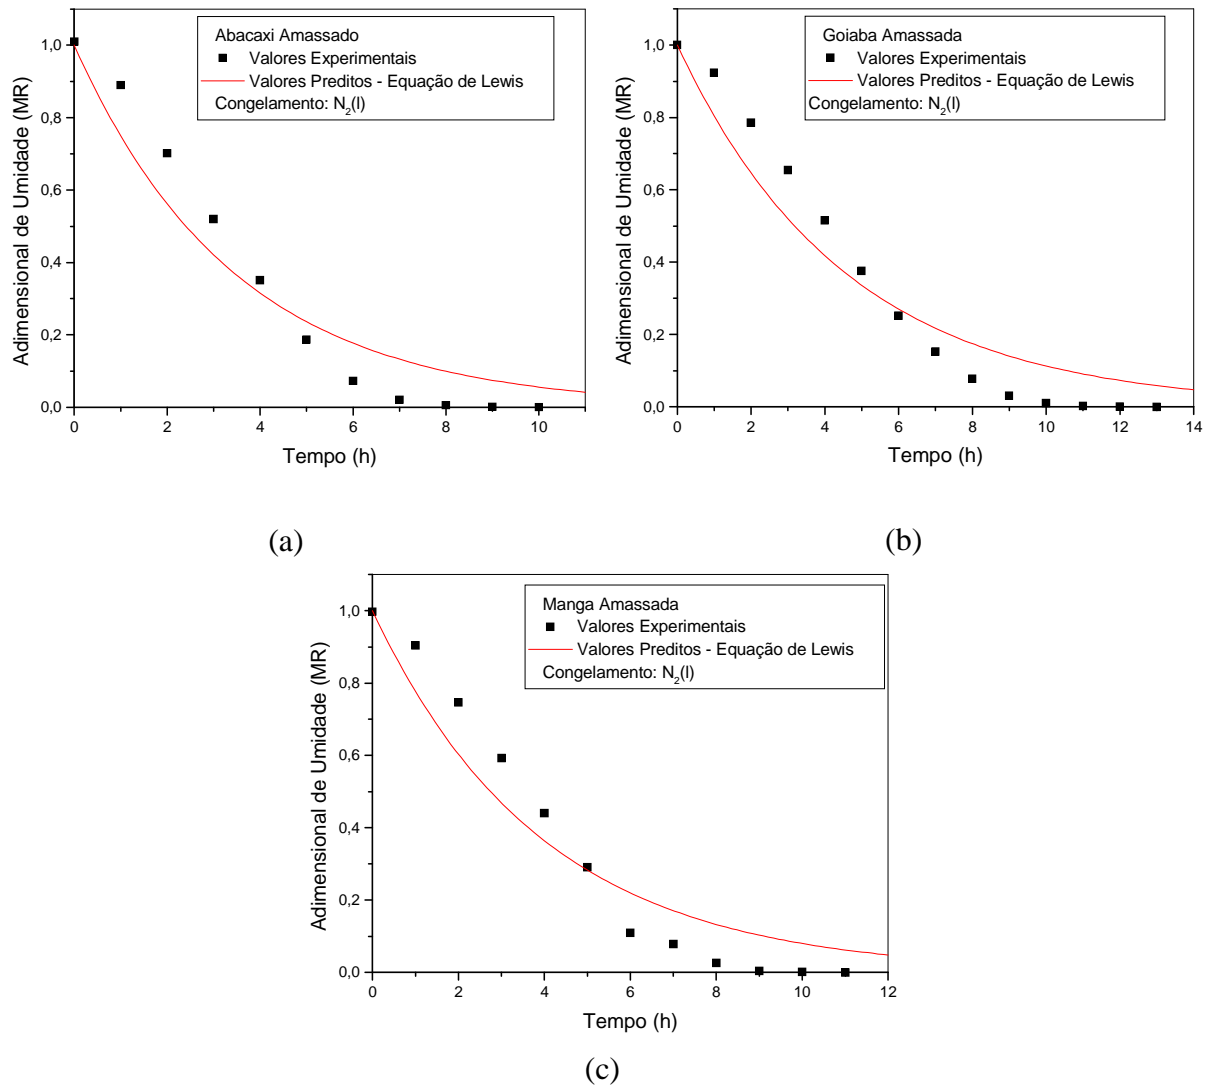 Abacaxi Amassado
Valores Experimentais
Valores Preditos - Equação de Lewis
Congelamento: N₂(l)
1,0
0,8
0,6
0,4
0,2
0,0
Adimensional de Umidade (MR)
0 2 4 6 8 10
Tempo (h)
(a)
Goiaba Amassada
Valores Experimentais
Valores Preditos - Equação de Lewis
Congelamento: N₂(l)
1,0
0,8
0,6
0,4
0,2
0,0
Adimensional de Umidade (MR)
0 2 4 6 8 10 12 14
Tempo (h)
(b)
Manga Amassada
Valores Experimentais
Valores Preditos - Equação de Lewis
Congelamento: N₂(l)
1,0
0,8
0,6
0,4
0,2
0,0
Adimensional de Umidade (MR)
0 2 4 6 8 10 12
Tempo (h)
(c)